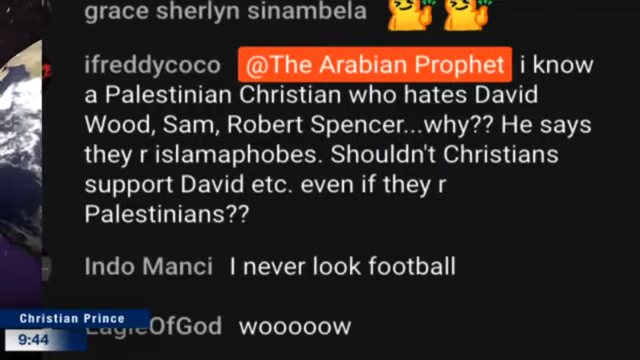 grace sherlyn sinambela
ifreddycoco @The Arabian Prophet i know
a Palestinian Christian who hates David
Wood, Sam, Robert Spencer...why?? He says
they r islamaphobes. Shouldn't Christians
support David etc. even if they r
Palestinians??
Indo Manci I never look football
EagleOfGod wooooow
Christian Prince
9:44